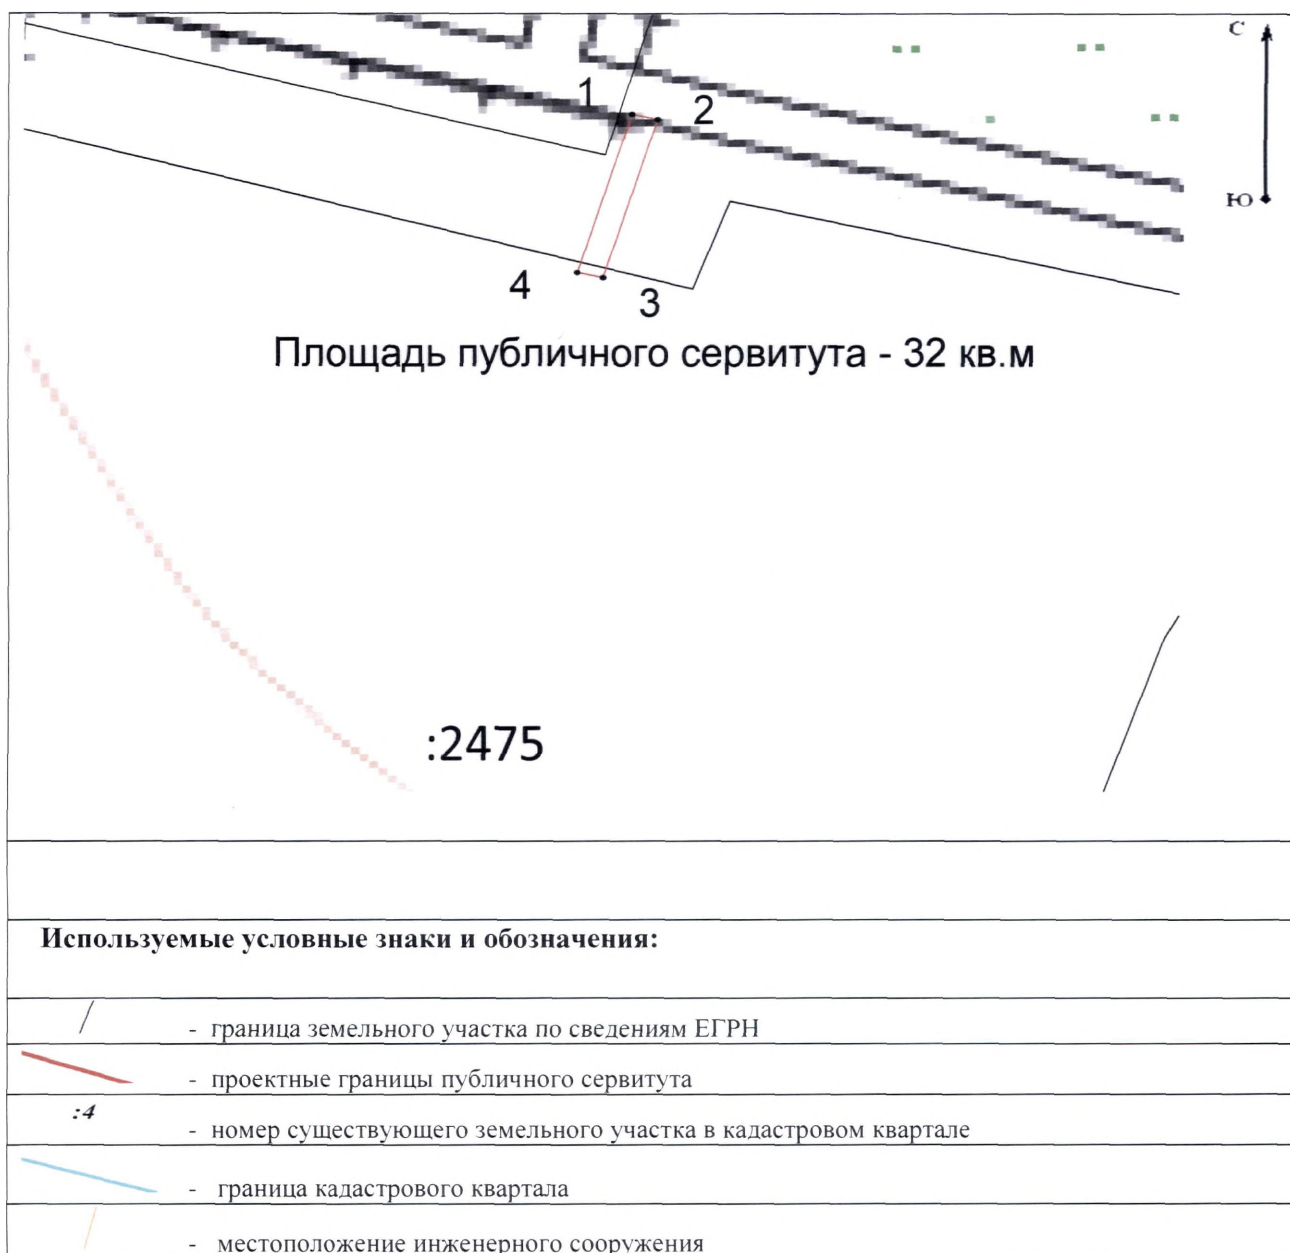 С
1
2
Ю
4
3
Площадь публичного сервитута - 32 кв.м
:2475
Используемые условные знаки и обозначения:
- граница земельного участка по сведениям ЕГРН
- проектные границы публичного сервитута
:4
- номер существующего земельного участка в кадастровом квартале
- граница кадастрового квартала
- местоположение инженерного сооружения